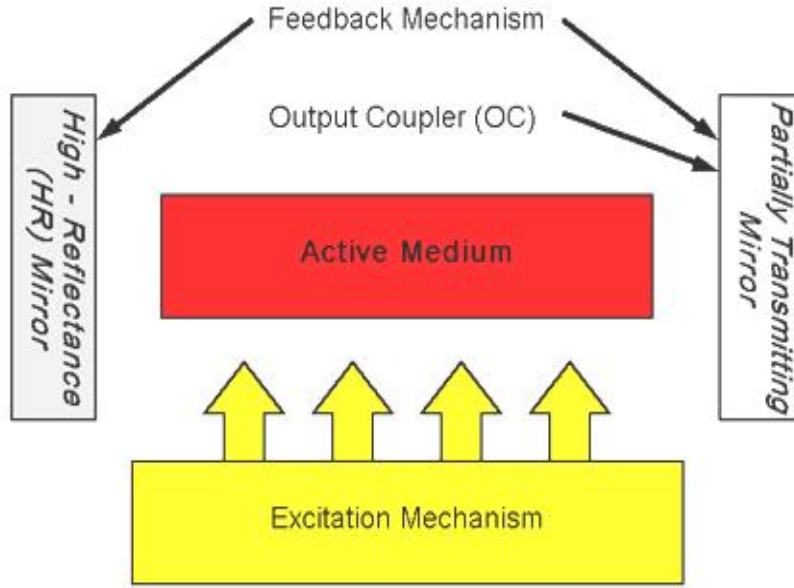 Feedback Mechanism
Output Coupler (OC)
High - Reflectance
(HR) Mirror
Partially Transmitting
Mirror
Active Medium
Excitation Mechanism